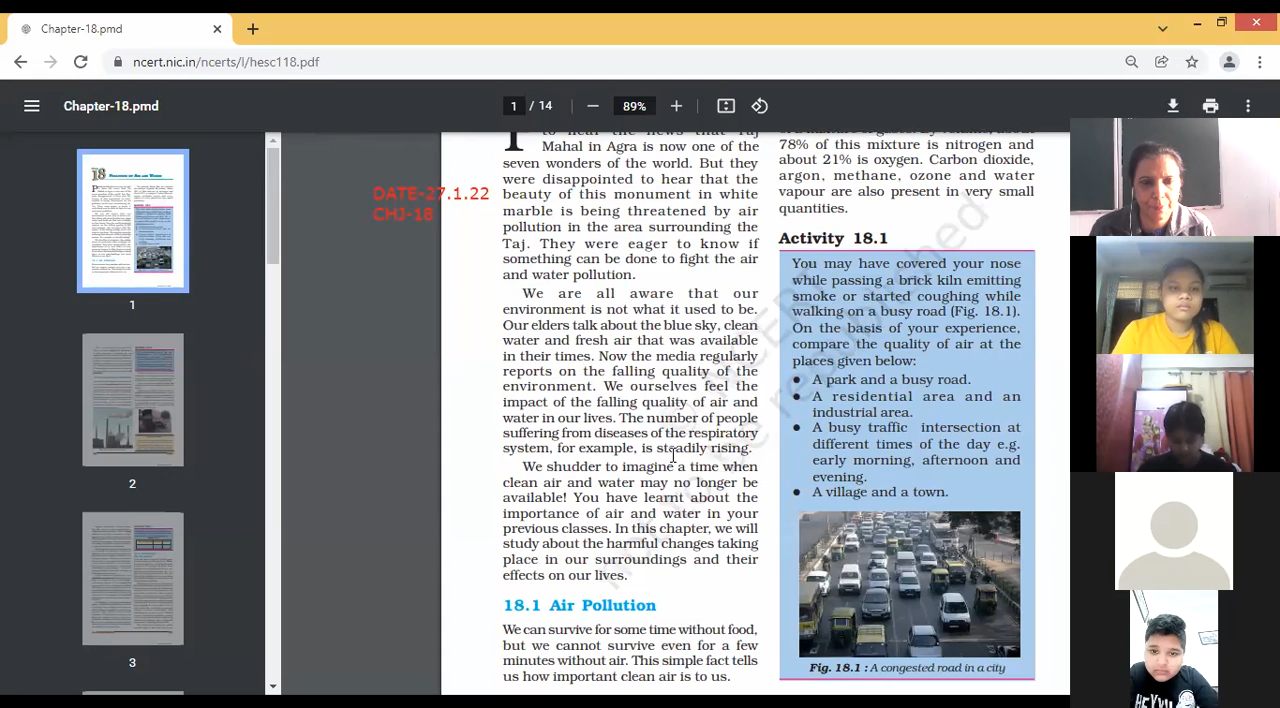 Chapter-18.pmd
ncert.nic.in/ncerts/l/hesc118.pdf
Chapter-18.pmd
1 / 14
89%
DATE-27.1.22
CHJ-18
to hear the news that Taj
Mahal in Agra is now one of the
seven wonders of the world. But they
were disappointed to hear that the
beauty of this monument in white
marble is being threatened by air
pollution in the area surrounding the
Taj. They were eager to know if
something can be done to fight the air
and water pollution.
We are all aware that our
environment is not what it used to be.
Our elders talk about the blue sky, clean
water and fresh air that was available
in their times. Now the media regularly
reports on the falling quality of the
environment. We ourselves feel the
impact of the falling quality of air and
water in our lives. The number of people
suffering from diseases of the respiratory
system, for example, is steadily rising.
We shudder to imagine a time when
clean air and water may no longer be
available! You have learnt about the
importance of air and water in your
previous classes. In this chapter, we will
study about the harmful changes taking
place in our surroundings and their
effects on our lives.
18.1 Air Pollution
We can survive for some time without food,
but we cannot survive even for a few
minutes without air. This simple fact tells
us how important clean air is to us.
78% of this mixture is nitrogen and
about 21% is oxygen. Carbon dioxide,
argon, methane, ozone and water
vapour are also present in very small
quantities.
Activity 18.1
You may have covered your nose
while passing a brick kiln emitting
smoke or started coughing while
walking on a busy road (Fig. 18.1).
On the basis of your experience,
compare the quality of air at the
places given below:
● A park and a busy road.
● A residential area and an
industrial area.
● A busy traffic intersection at
different times of the day e.g.
early morning, afternoon and
evening.
● A village and a town.
Fig. 18.1 : A congested road in a city
1
2
3